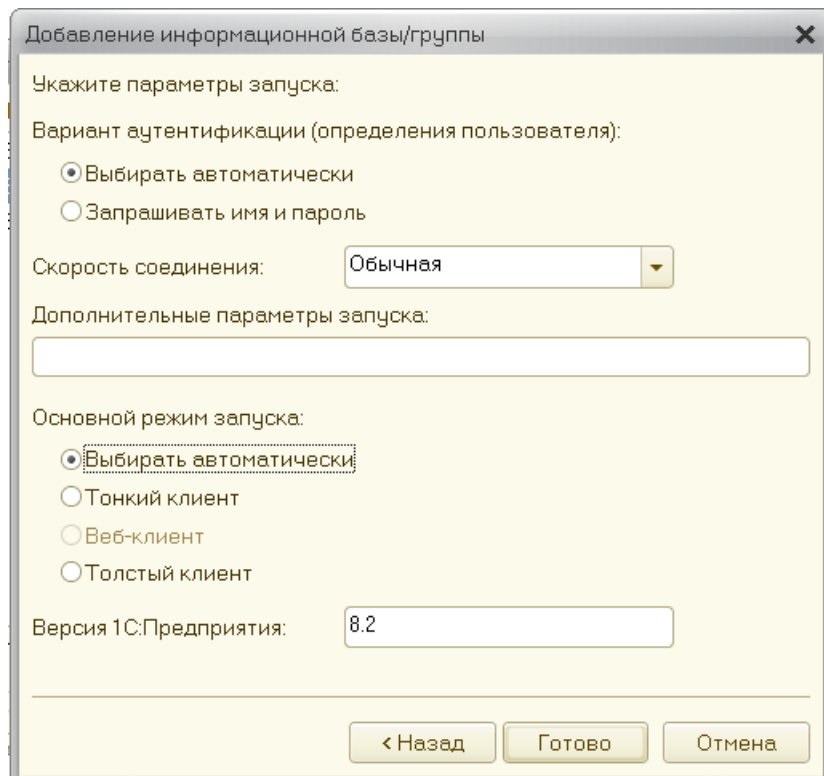 Добавление информационной базы/группы
Укажите параметры запуска:
Вариант аутентификации (определения пользователя):
Выбирать автоматически
Запрашивать имя и пароль
Скорость соединения: Обычная
Дополнительные параметры запуска:
Основной режим запуска:
Выбирать автоматически
Тонкий клиент
Веб-клиент
Толстый клиент
Версия 1С:Предприятия: 8.2
< Назад Готово Отмена